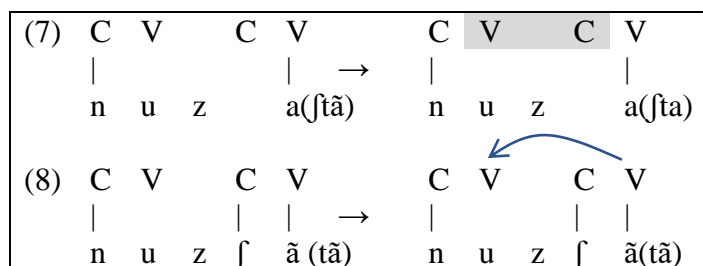 (7) C V C V C V C V
| | → | |
n u z a(ʃtã) n u z a(ʃta)
(8) C V C V C V C V
| | | → | | |
n u z ʃ ã (tã) n u z ʃ ã(tã)